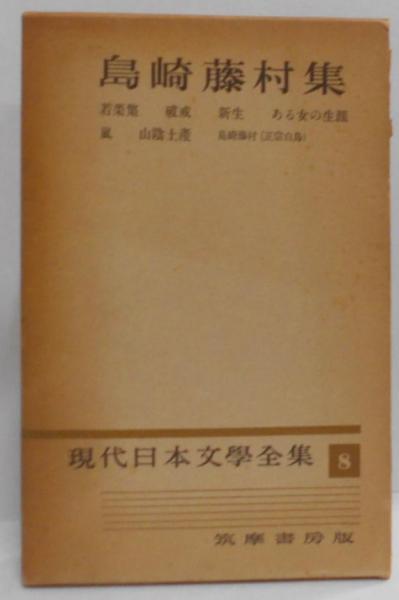 島崎藤村集
若菜集 破戒 新生 ある女の生涯
嵐 山陰土産 島崎藤村(正宗白鳥)
現代日本文學全集 8
筑摩書房版